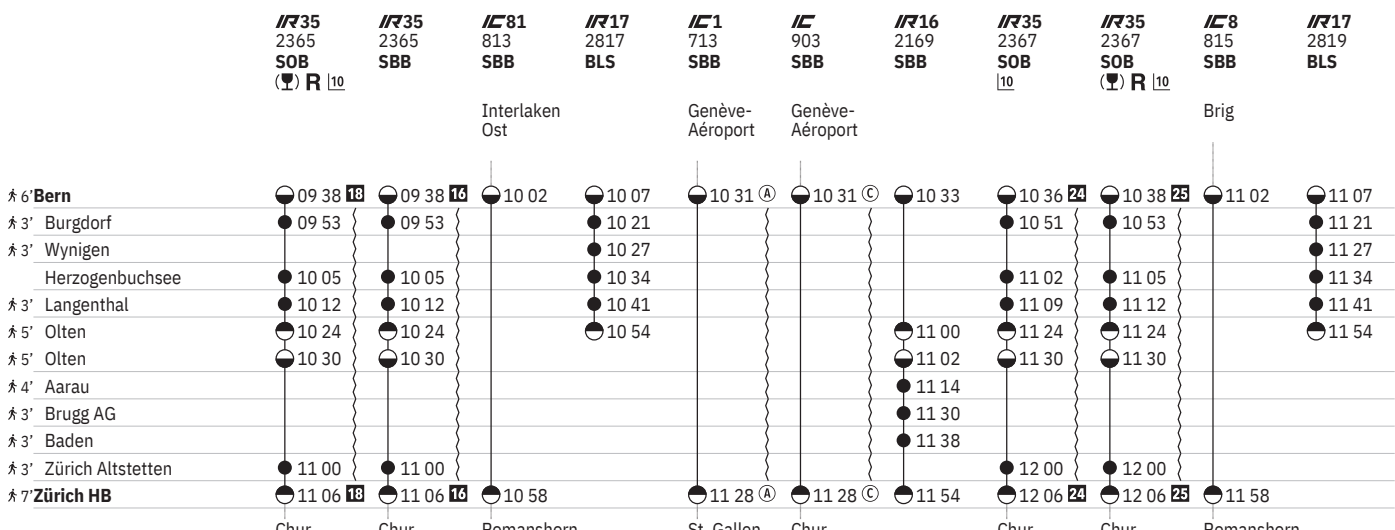 IR35 IR35 IC81 IR17 IC1 IC IR16 IR35 IR35 IC8 IR17
2365 2365 813 2817 713 903 2169 2367 2367 815 2819
SOB SBB SBB BLS SBB SBB SBB SOB SOB SBB BLS
R 10 10 R 10
Interlaken Ost Genève-Aéroport Genève-Aéroport Brig
6' Bern 09 38 18 09 38 16 10 02 10 07 10 31 A 10 31 C 10 33 10 36 24 10 38 25 11 02 11 07
3' Burgdorf 09 53 09 53 10 21 10 51 10 53 11 21
3' Wynigen 10 27 11 27
Herzogenbuchsee 10 05 10 05 10 34 11 02 11 05 11 34
3' Langenthal 10 12 10 12 10 41 11 09 11 12 11 41
5' Olten 10 24 10 24 10 54 11 00 11 24 11 24 11 54
5' Olten 10 30 10 30 11 02 11 30 11 30
4' Aarau 11 14
3' Brugg AG 11 30
3' Baden 11 38
3' Zürich Altstetten 11 00 11 00 12 00 12 00
7' Zürich HB 11 06 18 11 06 16 10 58 11 28 A 11 28 C 11 54 12 06 24 12 06 25 11 58
Chur Chur Romanshorn St. Gallen Chur Chur Chur Romanshorn